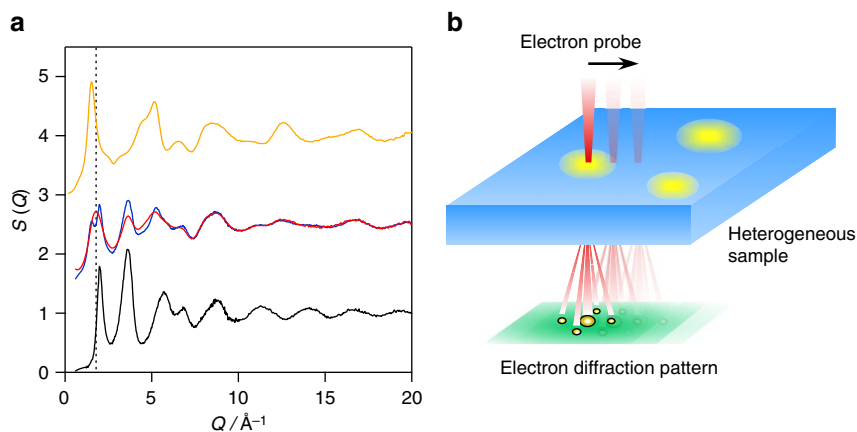 a
5
4
3
2
1
0
S (Q)
0 5 10 15 20
Q / Å⁻¹
b
Electron probe
Heterogeneous
sample
Electron diffraction pattern